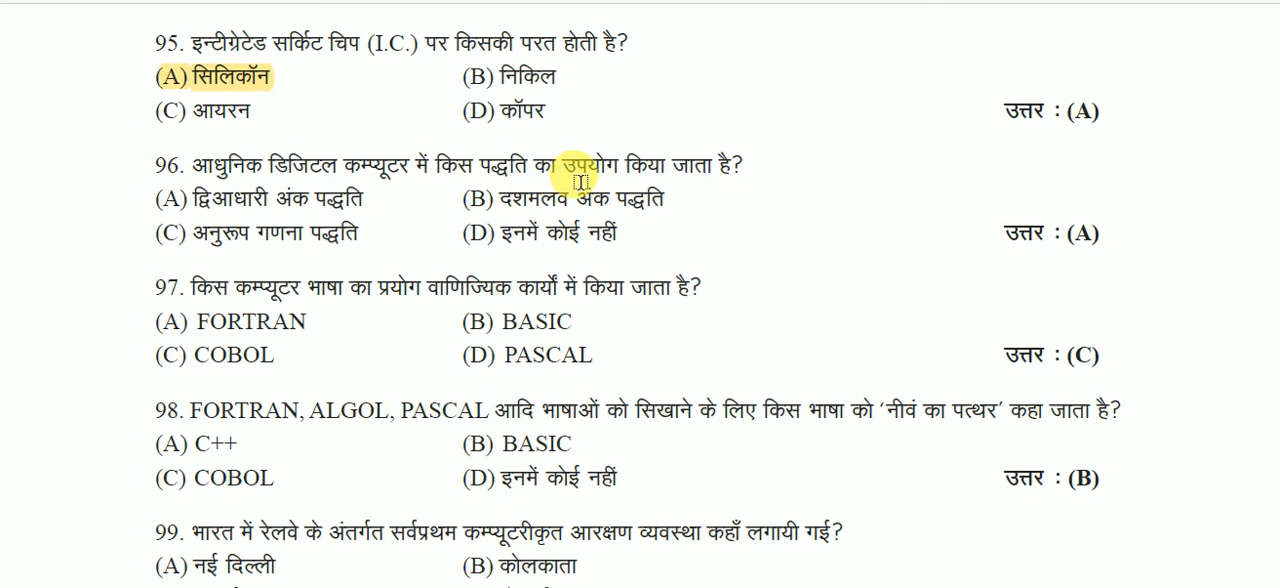 95. इन्टीग्रेटेड सर्किट चिप (I.C.) पर किसकी परत होती है?
(A) सिलिकॉन (B) निकिल
(C) आयरन (D) कॉपर उत्तर : (A)
96. आधुनिक डिजिटल कम्प्यूटर में किस पद्धति का उपयोग किया जाता है?
(A) द्विआधारी अंक पद्धति (B) दशमलव अंक पद्धति
(C) अनुरूप गणना पद्धति (D) इनमें कोई नहीं उत्तर : (A)
97. किस कम्प्यूटर भाषा का प्रयोग वाणिज्यिक कार्यों में किया जाता है?
(A) FORTRAN (B) BASIC
(C) COBOL (D) PASCAL उत्तर : (C)
98. FORTRAN, ALGOL, PASCAL आदि भाषाओं को सिखाने के लिए किस भाषा को ‘नीवं का पत्थर’ कहा जाता है?
(A) C++ (B) BASIC
(C) COBOL (D) इनमें कोई नहीं उत्तर : (B)
99. भारत में रेलवे के अंतर्गत सर्वप्रथम कम्प्यूटरीकृत आरक्षण व्यवस्था कहाँ लगायी गई?
(A) नई दिल्ली (B) कोलकाता